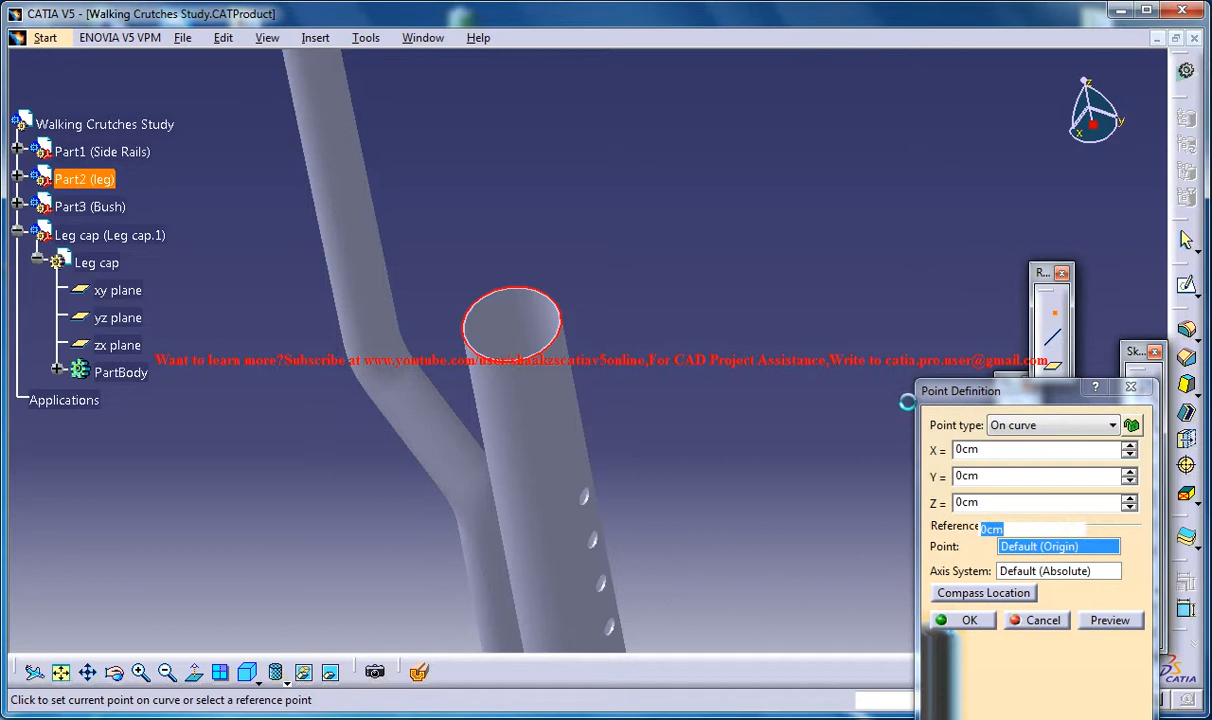 CATIA V5 - [Walking Crutches Study.CATProduct]
Start ENOVIA V5 VPM File Edit View Insert Tools Window Help
Walking Crutches Study
Part1 (Side Rails)
Part2 (leg)
Part3 (Bush)
Leg cap (Leg cap.1)
Leg cap
xy plane
yz plane
zx plane
PartBody
Applications
z
x
y
R...
Sk...
Want to learn more?Subscribe at www.youtube.com/user/shaalizscatiav5online,For CAD Project Assistance,Write to catia.pro.user@gmail.com
Point Definition
Point type: On curve
X = 0cm
Y = 0cm
Z = 0cm
Reference 0cm
Point: Default (Origin)
Axis System: Default (Absolute)
Compass Location
OK Cancel Preview
Click to set current point on curve or select a reference point
CATIA